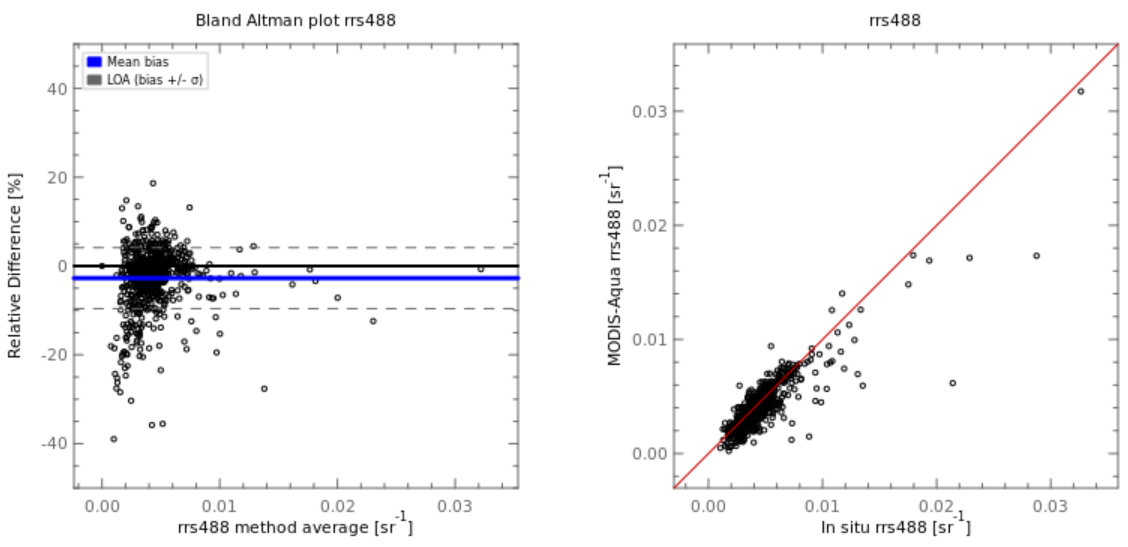 Bland Altman plot rrs488
Mean bias
LOA (bias +/- σ)
40
20
0
-20
-40
Relative Difference [%]
0.00
0.01
0.02
0.03
rrs488 method average [sr⁻¹]
rrs488
0.03
0.02
0.01
0.00
MODIS-Aqua rrs488 [sr⁻¹]
0.00
0.01
0.02
0.03
In situ rrs488 [sr⁻¹]